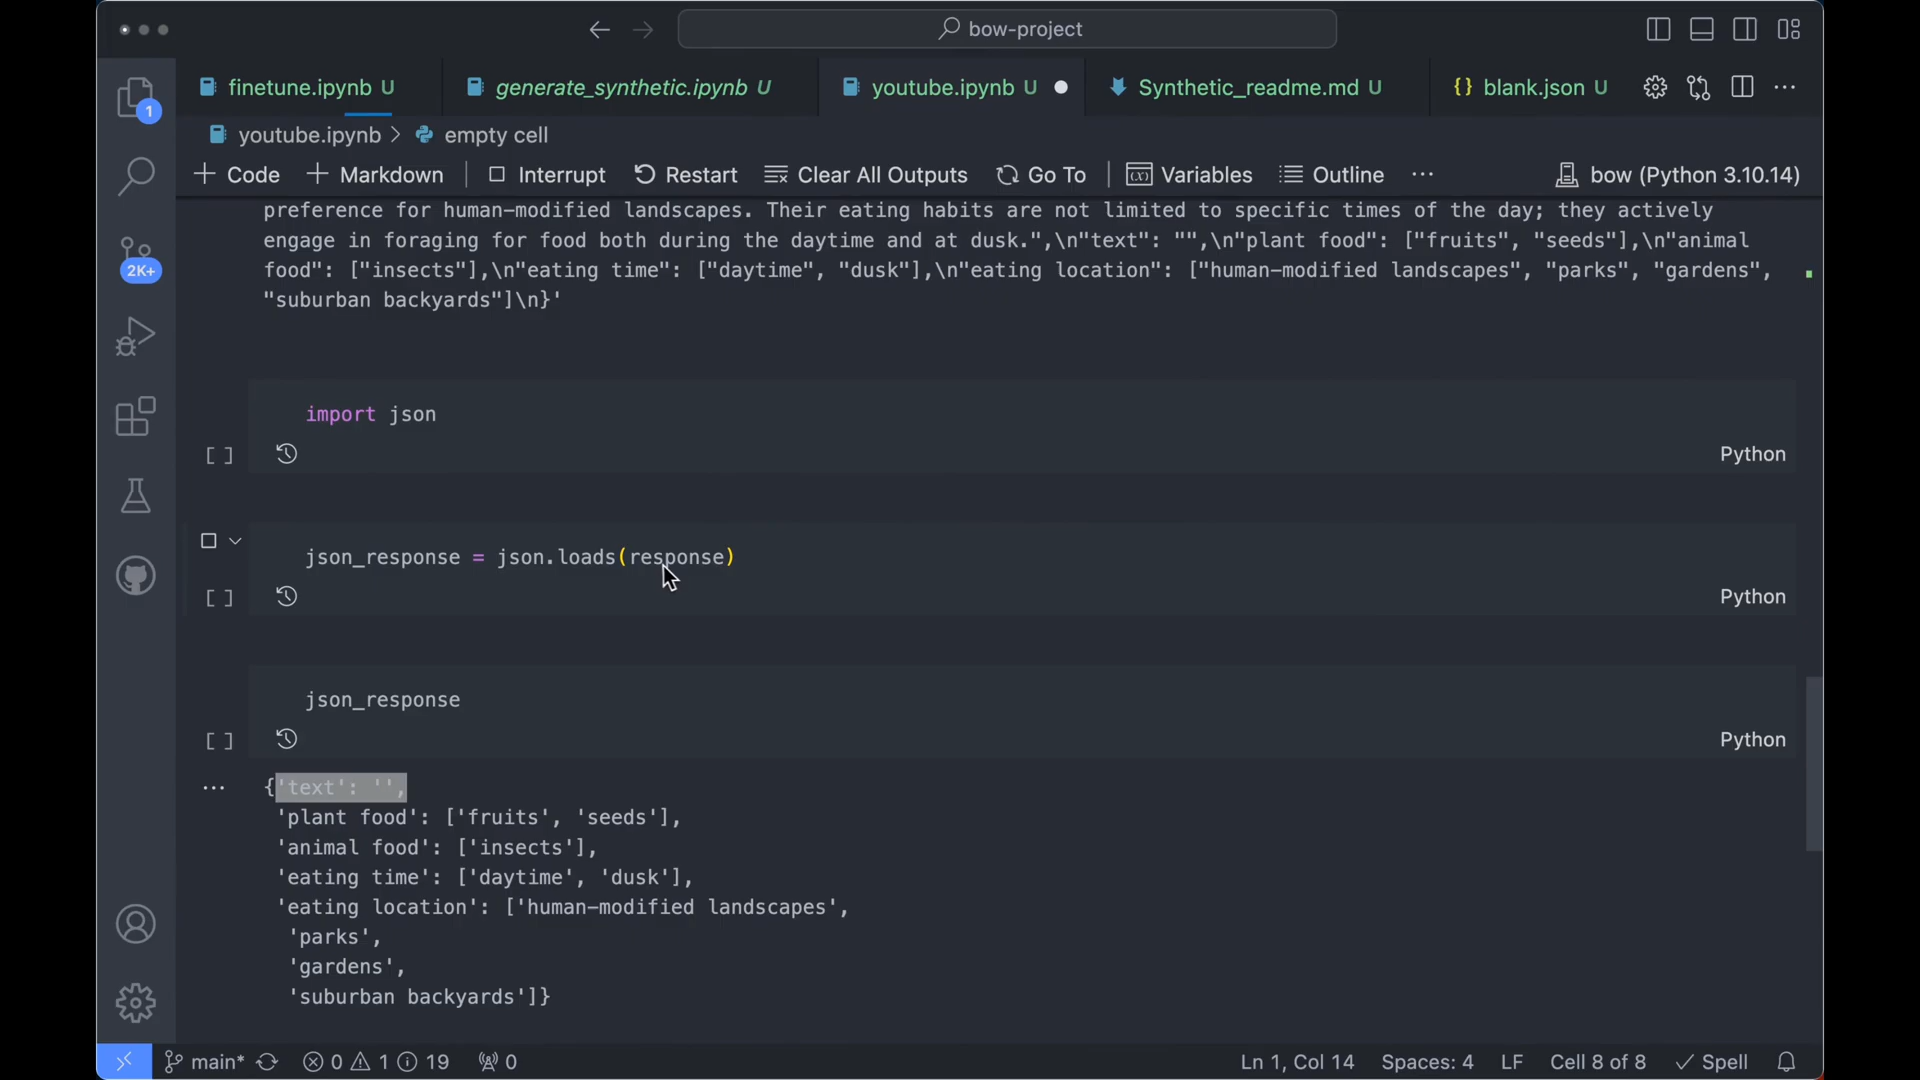 bow-project
finetune.ipynb U
generate_synthetic.ipynb U
youtube.ipynb U
Synthetic_readme.md U
{} blank.json U
1
youtube.ipynb > empty cell
+ Code + Markdown Interrupt Restart Clear All Outputs Go To Variables Outline ... bow (Python 3.10.14)
preference for human-modified landscapes. Their eating habits are not limited to specific times of the day; they actively
engage in foraging for food both during the daytime and at dusk.",\n"text": "",\n"plant food": ["fruits", "seeds"],\n"animal
food": ["insects"],\n"eating time": ["daytime", "dusk"],\n"eating location": ["human-modified landscapes", "parks", "gardens",
"suburban backyards"]\n}'
2K+
import json
[ ] Python
json_response = json.loads(response)
[ ] Python
json_response
[ ] Python
... {'text': '',
'plant food': ['fruits', 'seeds'],
'animal food': ['insects'],
'eating time': ['daytime', 'dusk'],
'eating location': ['human-modified landscapes',
'parks',
'gardens',
'suburban backyards']}
main* 0 1 19 0 Ln 1, Col 14 Spaces: 4 LF Cell 8 of 8 Spell